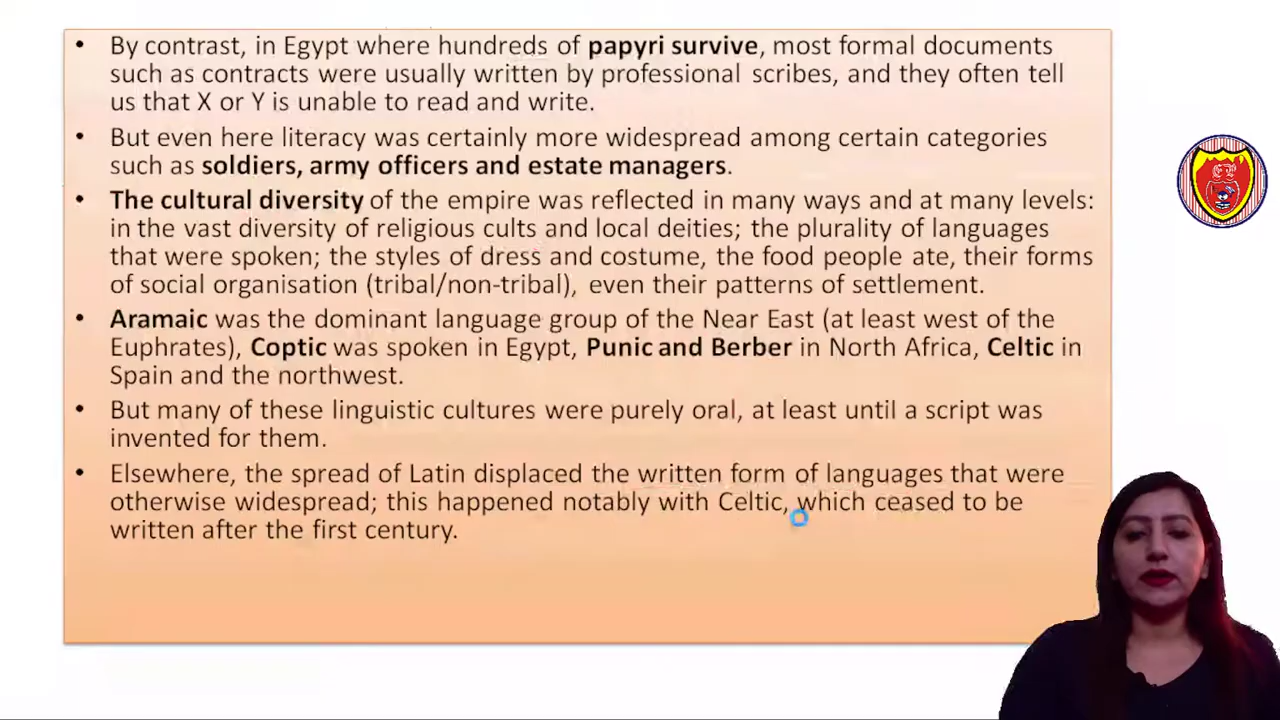 • By contrast, in Egypt where hundreds of papyri survive, most formal documents
such as contracts were usually written by professional scribes, and they often tell
us that X or Y is unable to read and write.
• But even here literacy was certainly more widespread among certain categories
such as soldiers, army officers and estate managers.
• The cultural diversity of the empire was reflected in many ways and at many levels:
in the vast diversity of religious cults and local deities; the plurality of languages
that were spoken; the styles of dress and costume, the food people ate, their forms
of social organisation (tribal/non-tribal), even their patterns of settlement.
• Aramaic was the dominant language group of the Near East (at least west of the
Euphrates), Coptic was spoken in Egypt, Punic and Berber in North Africa, Celtic in
Spain and the northwest.
• But many of these linguistic cultures were purely oral, at least until a script was
invented for them.
• Elsewhere, the spread of Latin displaced the written form of languages that were
otherwise widespread; this happened notably with Celtic, which ceased to be
written after the first century.